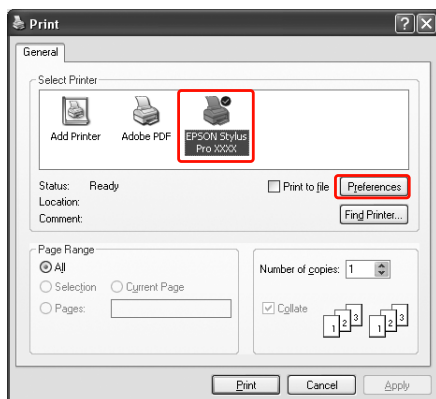 Print
General
Select Printer
Add Printer
Adobe PDF
EPSON Stylus
Pro XXXX
Status: Ready
Print to file
Preferences
Location:
Comment:
Find Printer...
Page Range
All
Selection
Current Page
Pages:
Number of copies: 1
Collate
1 2 3 1 2 3
Print
Cancel
Apply